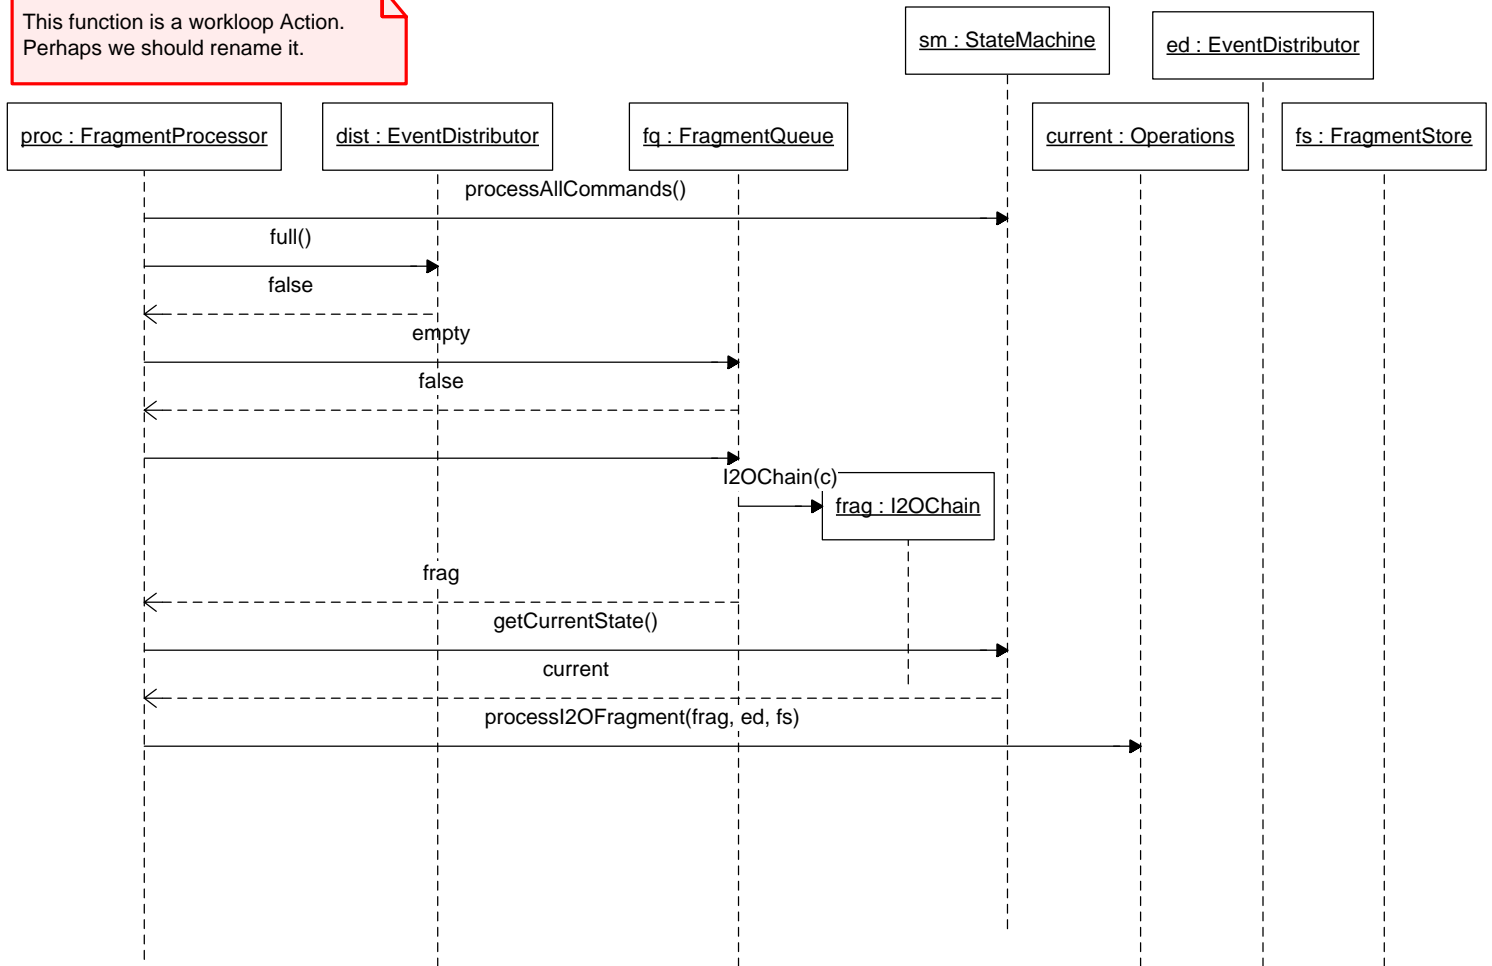 This function is a workloop Action.
Perhaps we should rename it.
sm : StateMachine
ed : EventDistributor
proc : FragmentProcessor
dist : EventDistributor
fq : FragmentQueue
current : Operations
fs : FragmentStore
processAllCommands()
full()
false
empty
false
I2OChain(c)
frag : I2OChain
frag
getCurrentState()
current
processI2OFragment(frag, ed, fs)